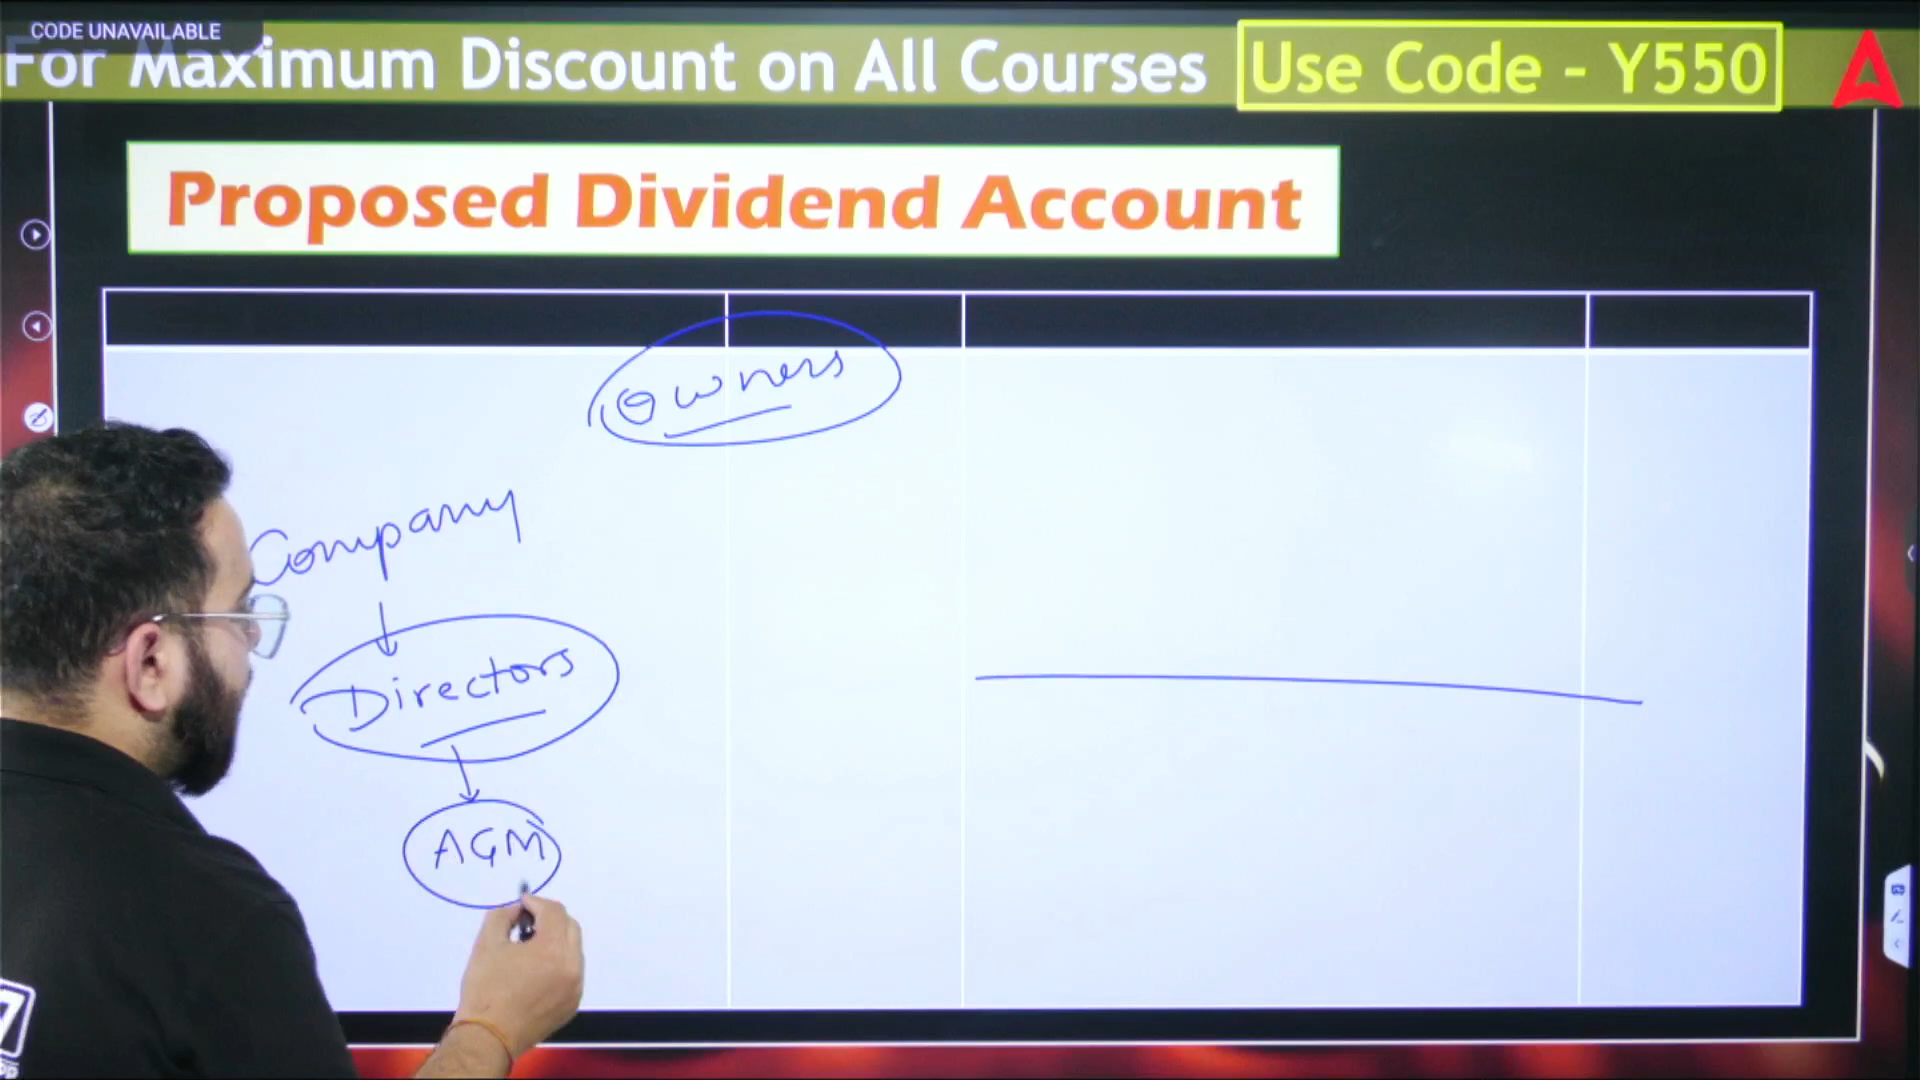 CODE UNAVAILABLE
For Maximum Discount on All Courses Use Code - Y550
Proposed Dividend Account
Owners
Company
Directors
AGM